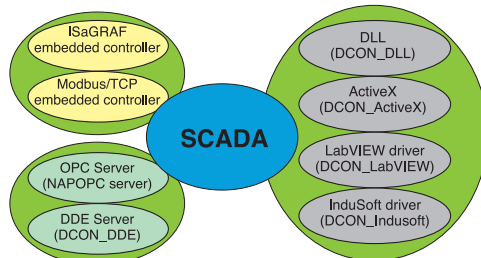 ISaGRAF
embedded controller
Modbus/TCP
embedded controller
SCADA
OPC Server
(NAPOPC server)
DDE Server
(DCON_DDE)
DLL
(DCON_DLL)
ActiveX
(DCON_ActiveX)
LabVIEW driver
(DCON_LabVIEW)
InduSoft driver
(DCON_Indusoft)